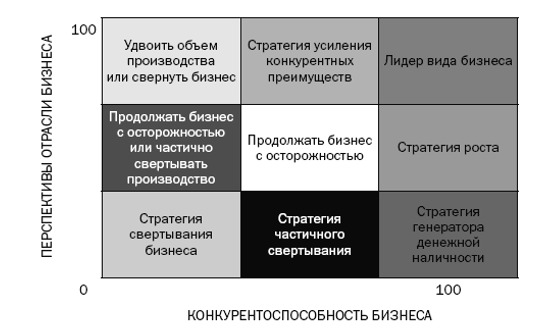 100
ПЕРСПЕКТИВЫ ОТРАСЛИ БИЗНЕСА
Удвоить объем
производства
или свернуть бизнес
Стратегия усиления
конкурентных
преимуществ
Лидер вида бизнеса
Продолжать бизнес
с осторожностью
или частично
свертывать
производство
Продолжать бизнес
с осторожностью
Стратегия роста
Стратегия
свертывания
бизнеса
Стратегия
частичного
свертывания
Стратегия
генератора
денежной
наличности
0
100
КОНКУРЕНТОСПОСОБНОСТЬ БИЗНЕСА